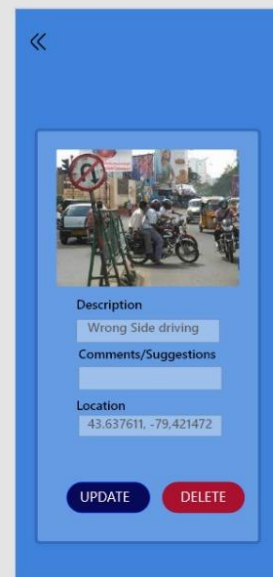 Description
Wrong Side driving
Comments/Suggestions
Location
43.637611, -79,421472
UPDATE
DELETE